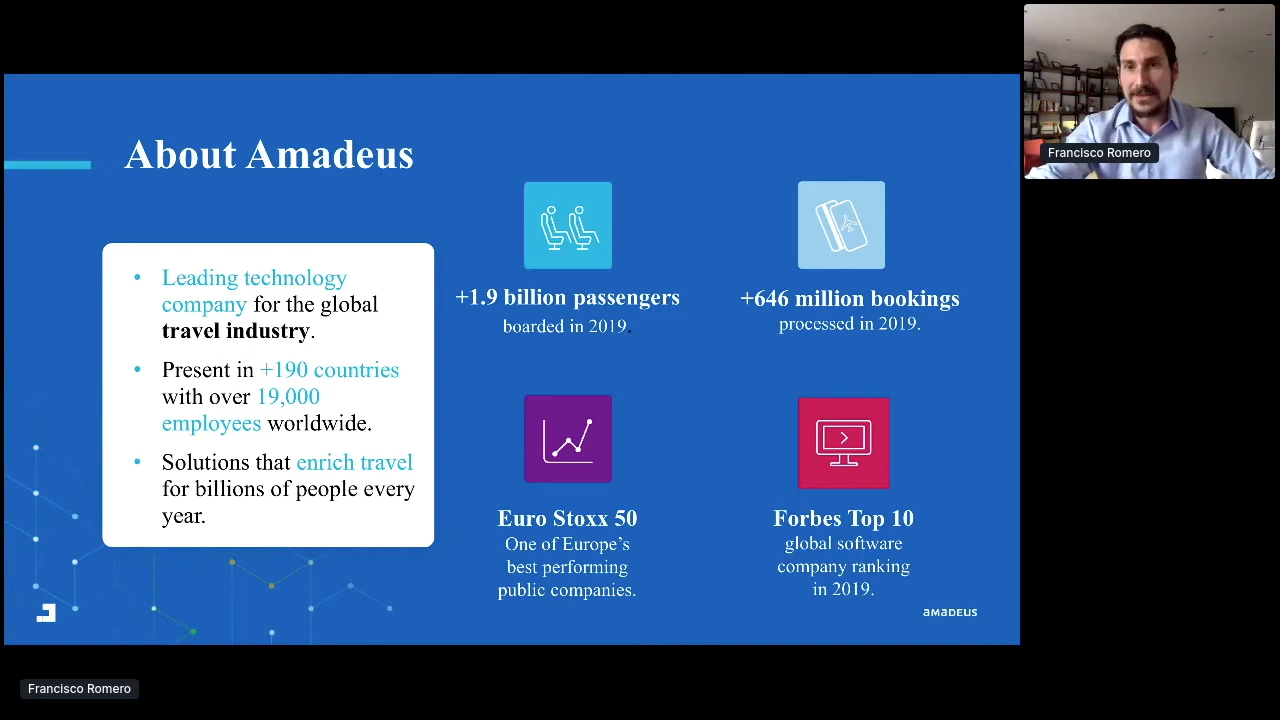 About Amadeus
• Leading technology
company for the global
travel industry.
• Present in +190 countries
with over 19,000
employees worldwide.
• Solutions that enrich travel
for billions of people every
year.
+1.9 billion passengers
boarded in 2019.
+646 million bookings
processed in 2019.
Euro Stoxx 50
One of Europe’s
best performing
public companies.
Forbes Top 10
global software
company ranking
in 2019.
amaDEUS
Francisco Romero
Francisco Romero